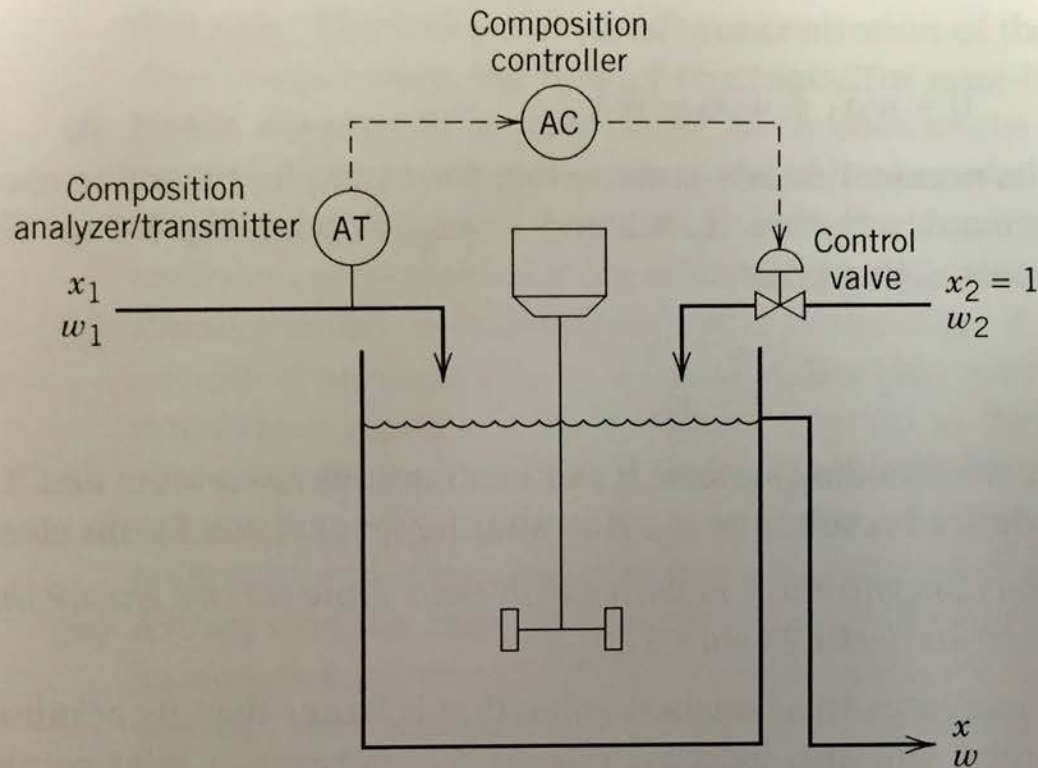 Composition
controller
AC
Composition
analyzer/transmitter
AT
Control
valve
x₁
w₁
x₂ = 1
w₂
x
w